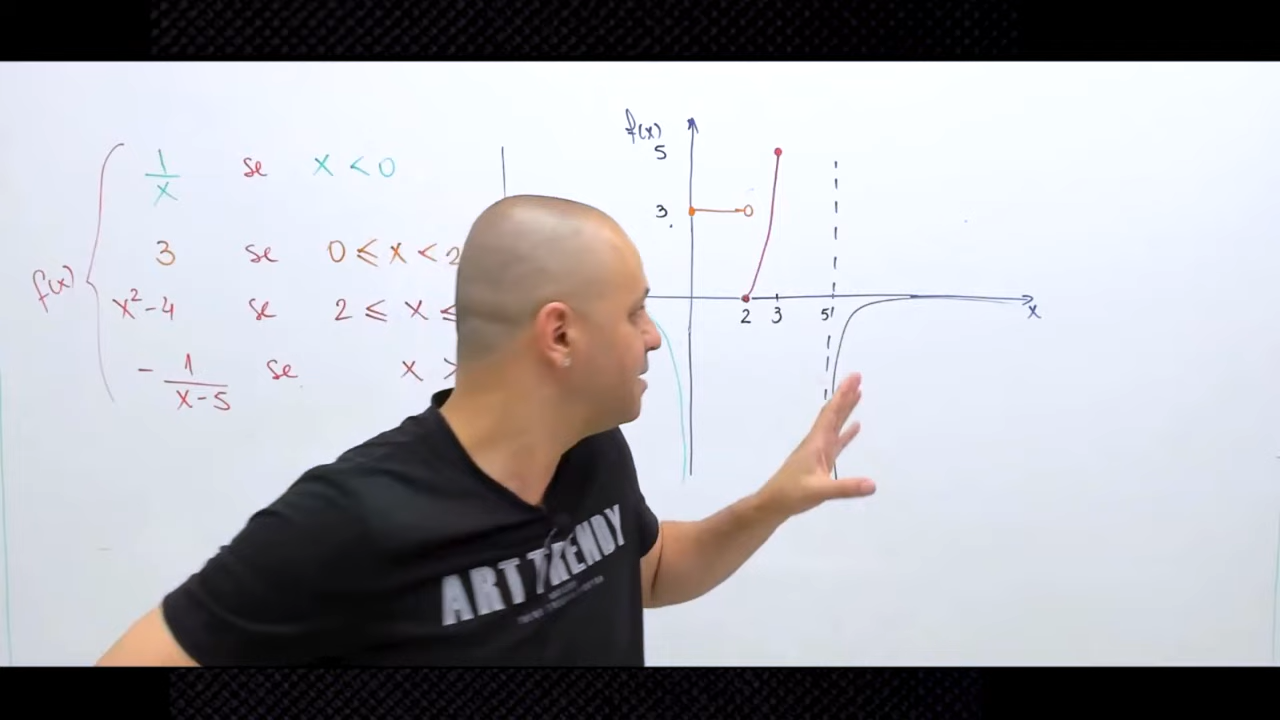 1/x se x < 0
3 se 0 ≤ x < 2
f(x)
x²-4 se 2 ≤ x ≤
- 1/(x-5) se x >
f(x)
5
3
2 3 5
x
ART TRENDY